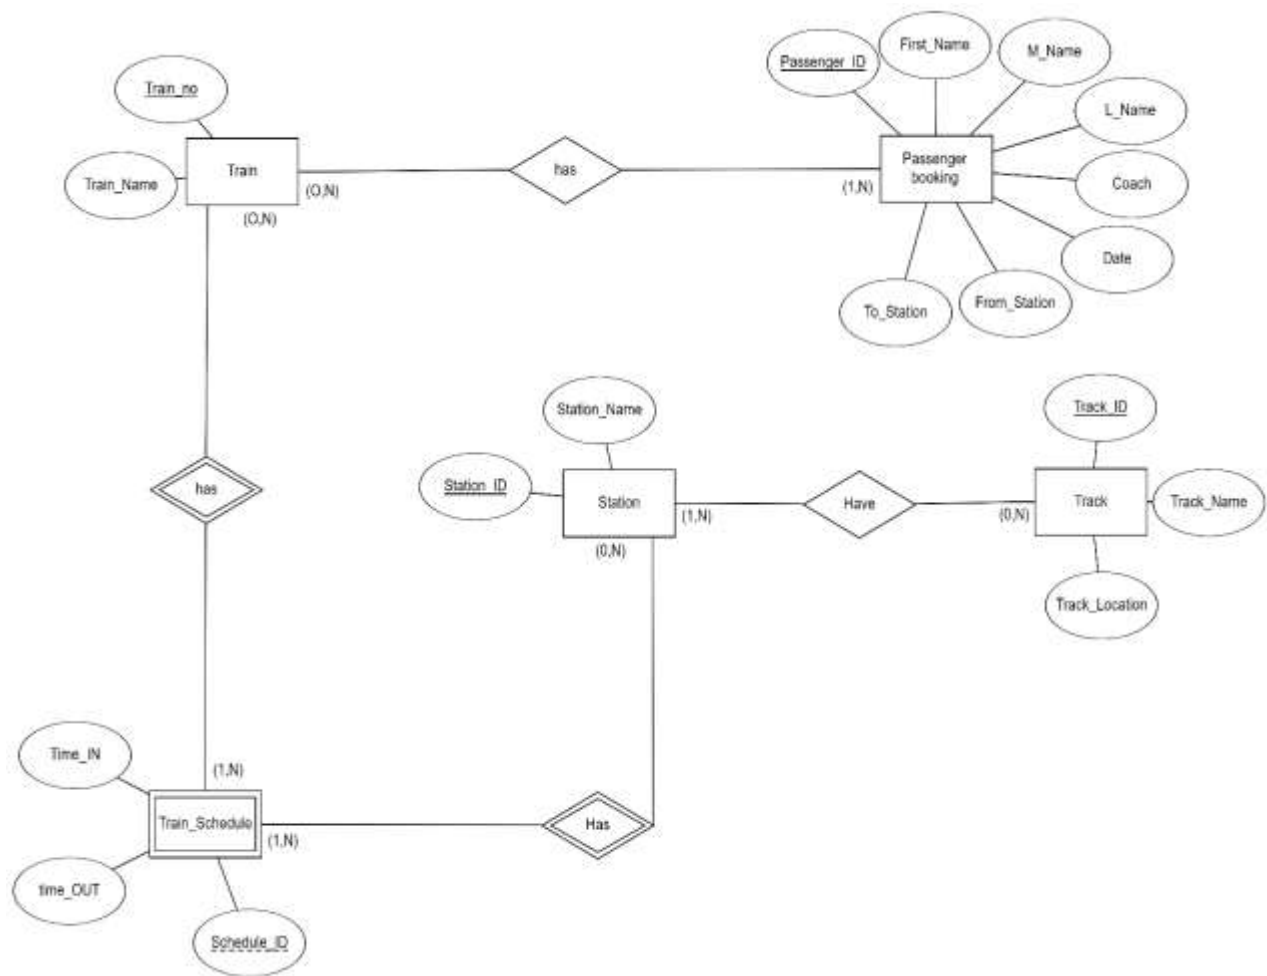 First_Name
M_Name
Passenger_ID
Train_no
L_Name
Train
has
Passenger
booking
Train_Name
(O,N)
(1,N)
Coach
(O,N)
Date
To_Station
From_Station
Station_Name
Track_ID
Station_ID
Station
Have
Track
Track_Name
has
(1,N)
(0,N)
(0,N)
Track_Location
Time_IN
(1,N)
Train_Schedule
(1,N)
Has
time_OUT
Schedule_ID